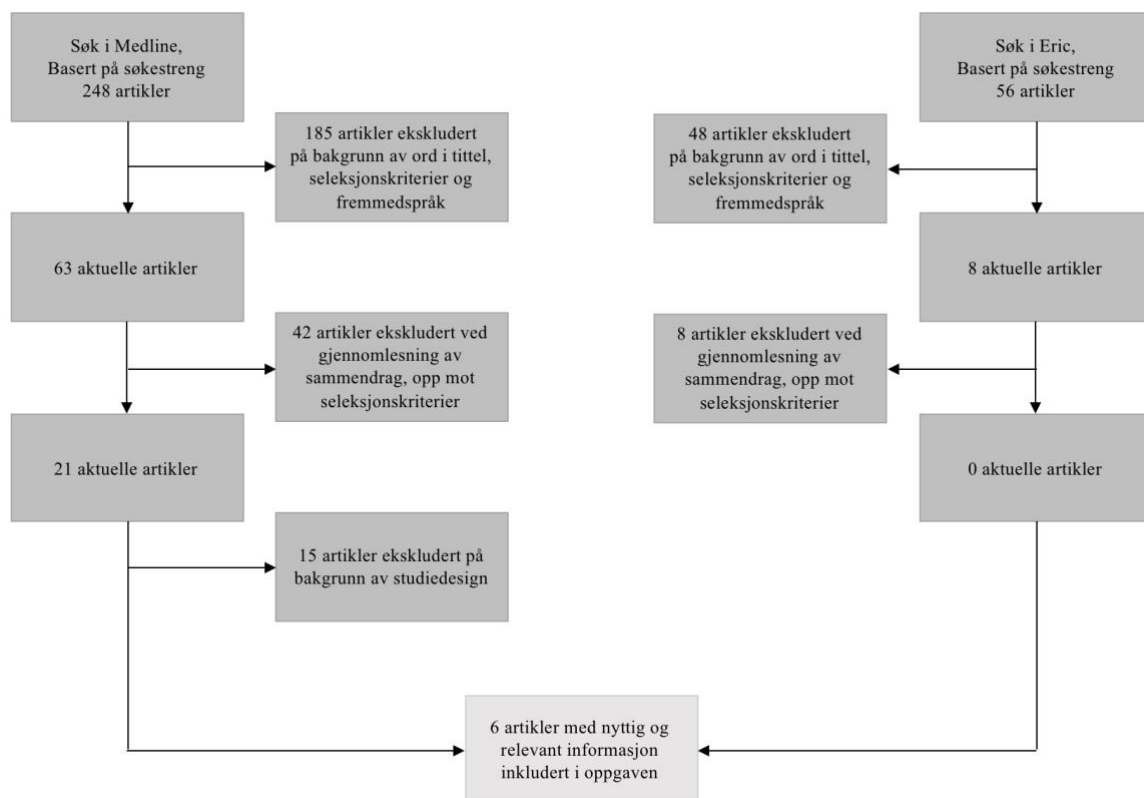 Søk i Medline,
Basert på søkestreng
248 artikler
Søk i Eric,
Basert på søkestreng
56 artikler
185 artikler ekskludert
på bakgrunn av ord i tittel,
seleksjonskriterier og
fremmedspråk
48 artikler ekskludert
på bakgrunn av ord i tittel,
seleksjonskriterier og
fremmedspråk
63 aktuelle artikler
8 aktuelle artikler
42 artikler ekskludert ved
gjennomlesning av
sammendrag, opp mot
seleksjonskriterier
8 artikler ekskludert ved
gjennomlesning av
sammendrag, opp mot
seleksjonskriterier
21 aktuelle artikler
0 aktuelle artikler
15 artikler ekskludert på
bakgrunn av studiedesign
6 artikler med nyttig og
relevant informasjon
inkludert i oppgaven